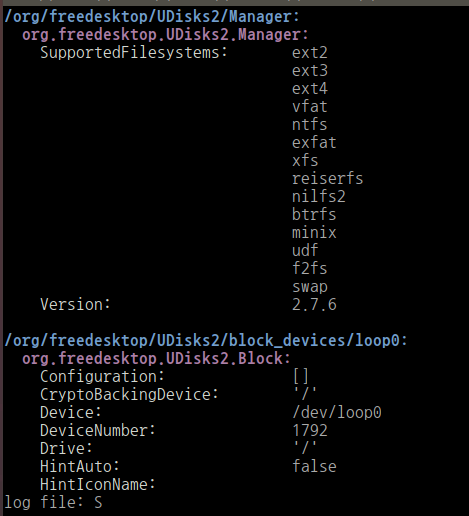 /org/freedesktop/UDisks2/Manager:
org.freedesktop.UDisks2.Manager:
SupportedFilesystems: ext2
ext3
ext4
vfat
ntfs
exfat
xfs
reiserfs
nilfs2
btrfs
minix
udf
f2fs
swap
Version: 2.7.6
/org/freedesktop/UDisks2/block_devices/loop0:
org.freedesktop.UDisks2.Block:
Configuration: []
CryptoBackingDevice: '/'
Device: /dev/loop0
DeviceNumber: 1792
Drive: '/'
HintAuto: false
HintIconName:
log file: S